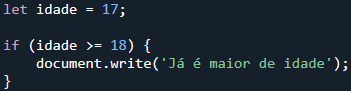 let idade = 17;
if (idade >= 18) {
    document.write('Já é maior de idade');
}